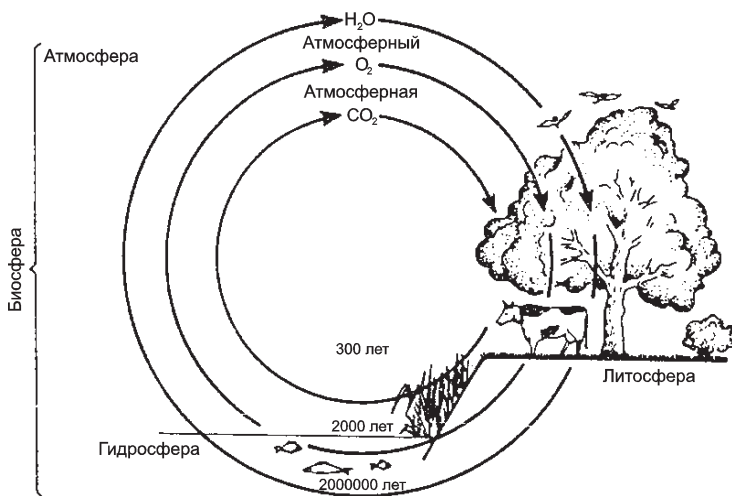 H₂O
Атмосферный
Атмосфера
O₂
Атмосферная
CO₂
Биосфера
300 лет
Литосфера
2000 лет
Гидросфера
2000000 лет